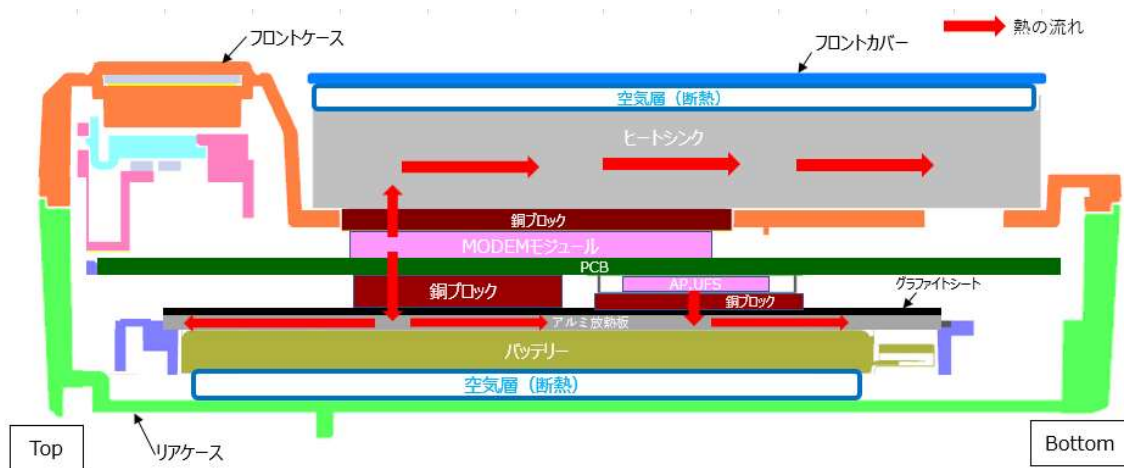 フロントケース
フロントカバー
熱の流れ
空気層（断熱）
ヒートシンク
銅ブロック
MODEMモジュール
PCB
銅ブロック
AP,UFS
銅ブロック
グラファイトシート
アルミ放熱板
バッテリー
空気層（断熱）
Top
リアケース
Bottom